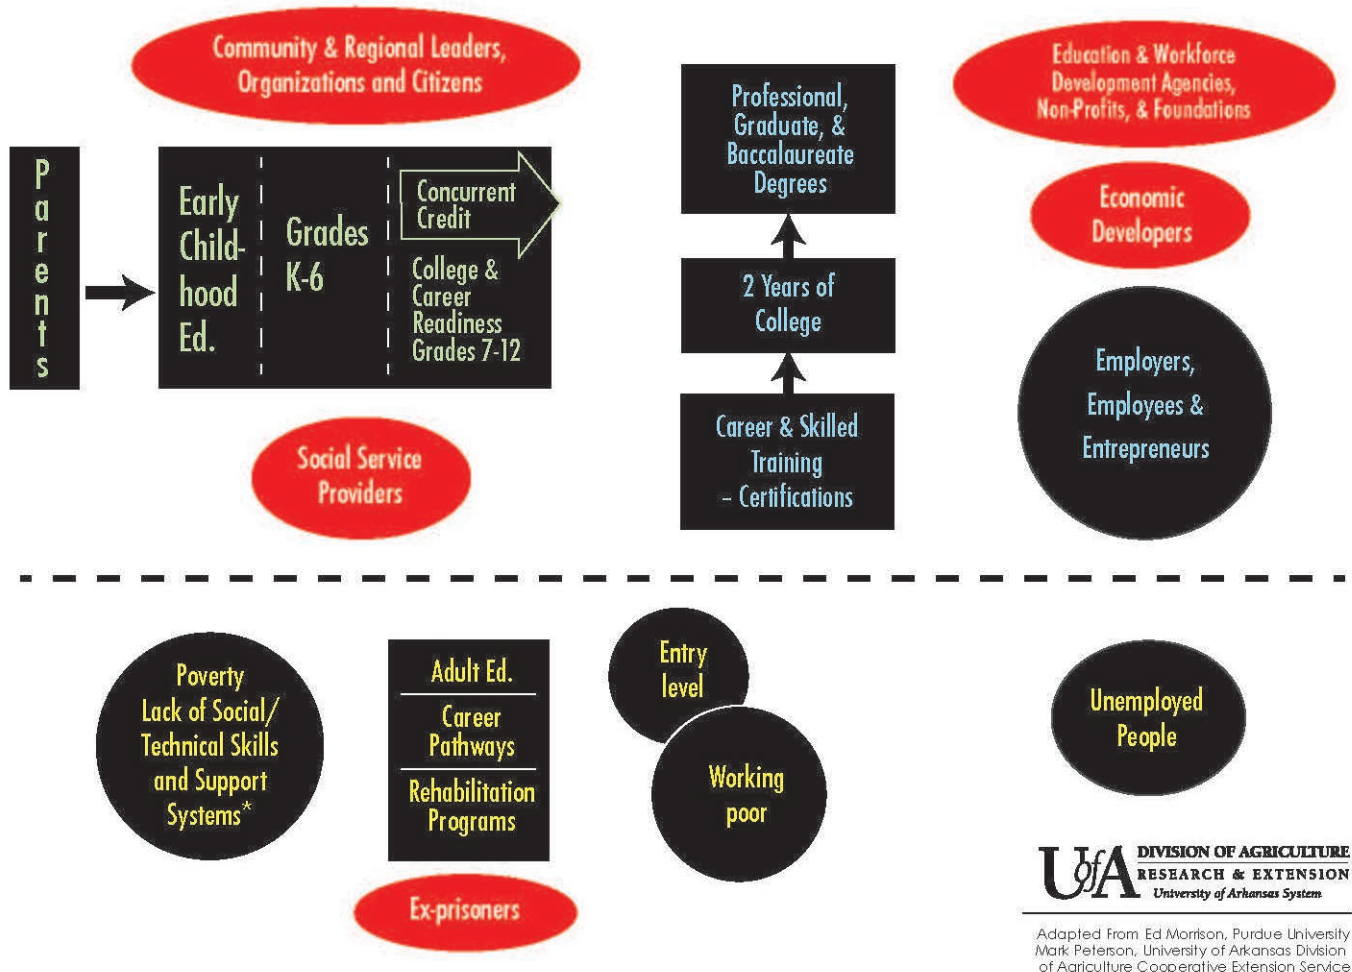 Community & Regional Leaders,
Organizations and Citizens
Education & Workforce
Development Agencies,
Non-Profits, & Foundations
Professional,
Graduate, &
Baccalaureate
Degrees
Parents
Early
Child-
hood
Ed.
Grades
K-6
Concurrent
Credit
College &
Career
Readiness
Grades 7-12
Economic
Developers
2 Years of
College
Employers,
Employees &
Entrepreneurs
Career & Skilled
Training
– Certifications
Social Service
Providers
Poverty
Lack of Social/
Technical Skills
and Support
Systems*
Adult Ed.
Career
Pathways
Rehabilitation
Programs
Entry
level
Working
poor
Unemployed
People
Ex-prisoners
UofA DIVISION OF AGRICULTURE
RESEARCH & EXTENSION
University of Arkansas System
Adapted From Ed Morrison, Purdue University
Mark Peterson, University of Arkansas Division
of Agriculture Cooperative Extension Service